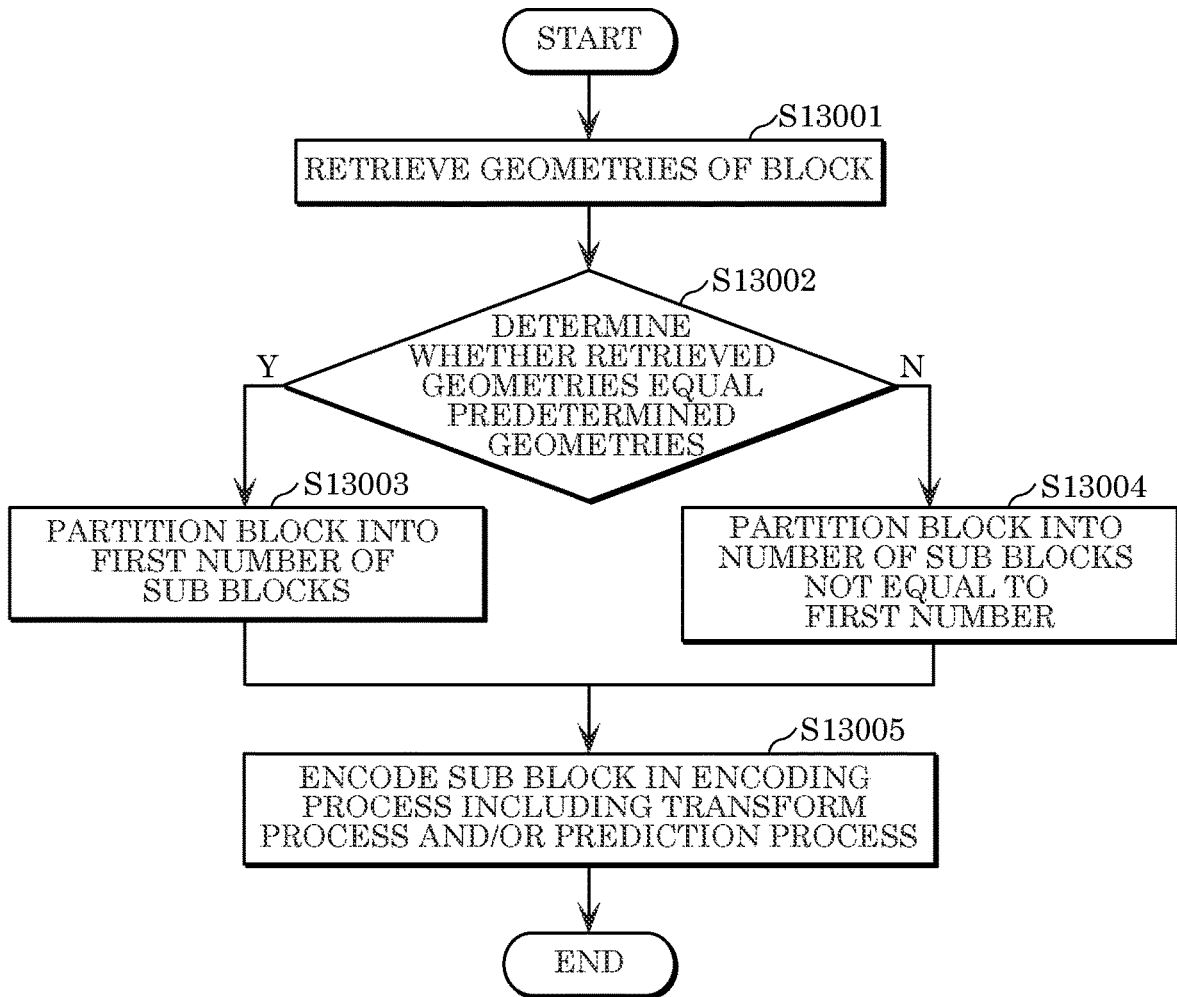 START
S13001
RETRIEVE GEOMETRIES OF BLOCK
S13002
DETERMINE
WHETHER RETRIEVED
GEOMETRIES EQUAL
PREDETERMINED
GEOMETRIES
Y
N
S13003
PARTITION BLOCK INTO
FIRST NUMBER OF
SUB BLOCKS
S13004
PARTITION BLOCK INTO
NUMBER OF SUB BLOCKS
NOT EQUAL TO
FIRST NUMBER
S13005
ENCODE SUB BLOCK IN ENCODING
PROCESS INCLUDING TRANSFORM
PROCESS AND/OR PREDICTION PROCESS
END